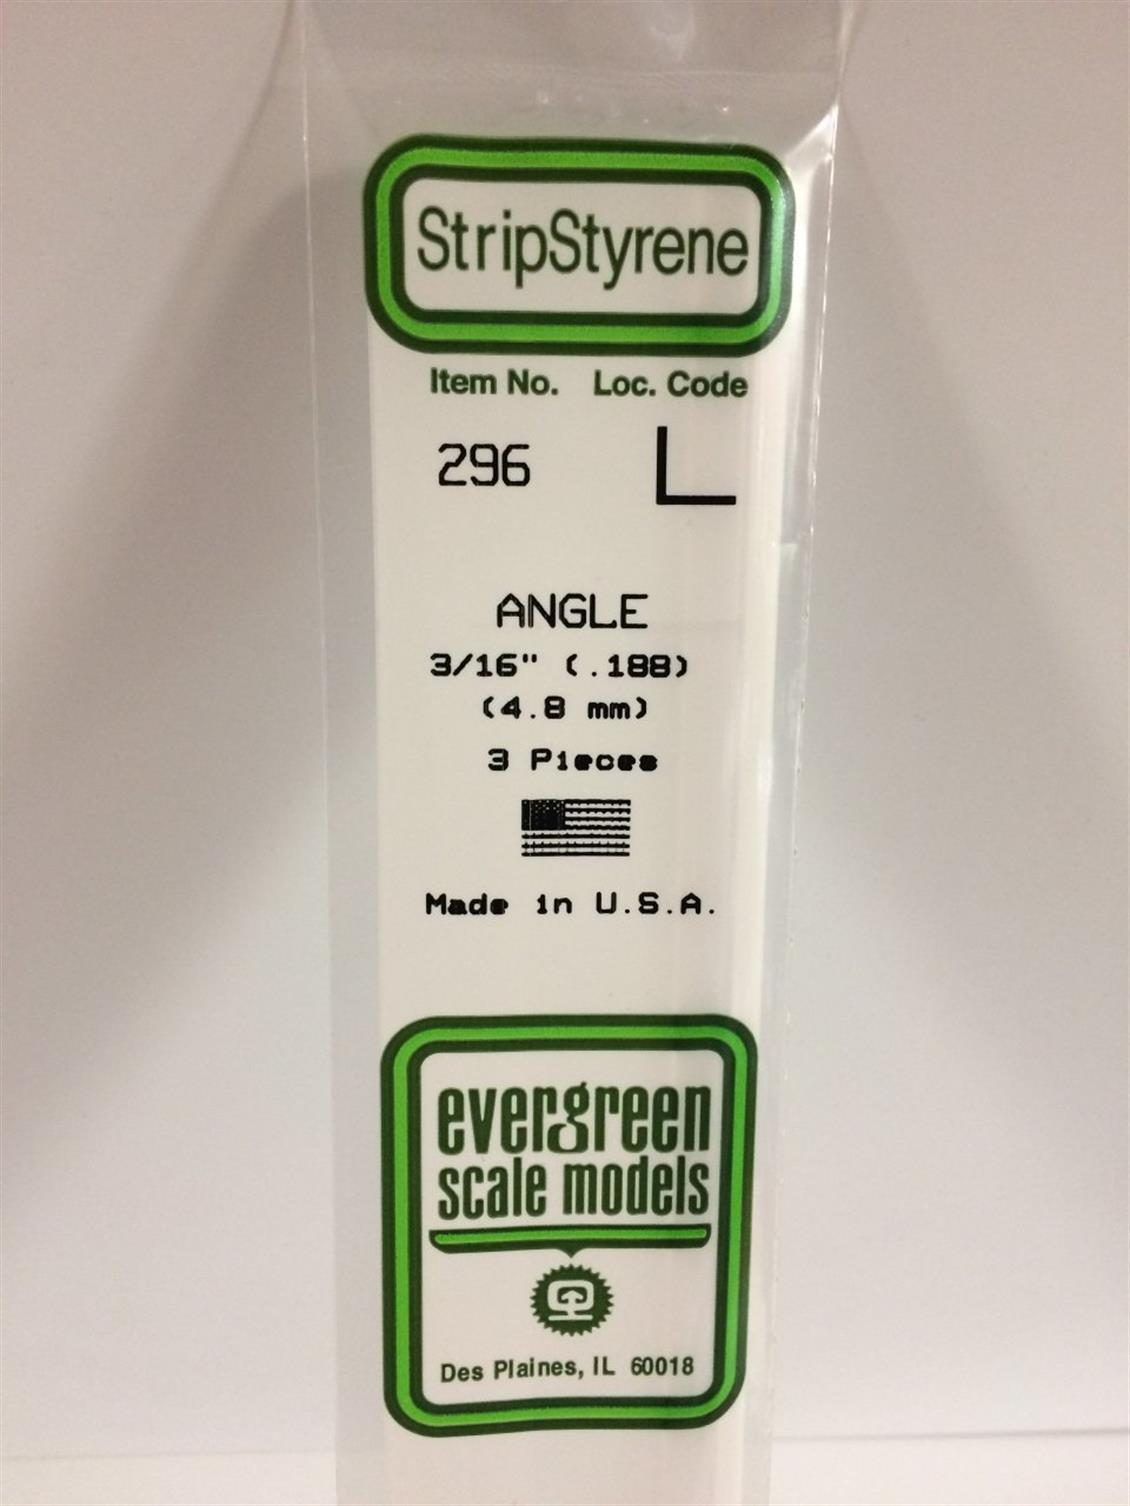 StripStyrene
Item No. Loc. Code
296 L
ANGLE
3/16" (.188)
(4.8 mm)
3 Pieces
Made in U.S.A.
evergreen
scale models
Des Plaines, IL 60018